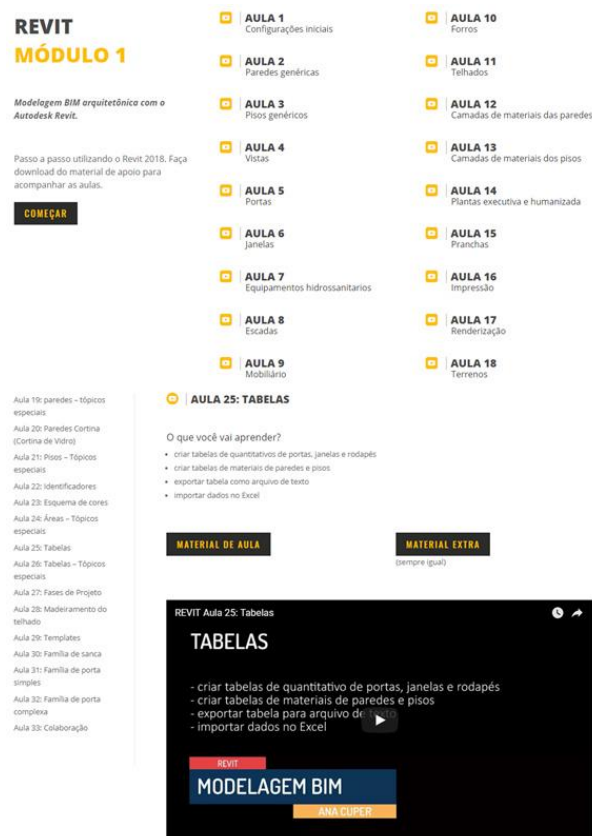 REVIT
MÓDULO 1
Modelagem BIM arquitetônica com o
Autodesk Revit.
Passo a passo utilizando o Revit 2018. Faça
download do material de apoio para
acompanhar as aulas.
COMEÇAR
AULA 1
Configurações iniciais
AULA 2
Paredes genéricas
AULA 3
Pisos genéricos
AULA 4
Vistas
AULA 5
Portas
AULA 6
Janelas
AULA 7
Equipamentos hidrossanitarios
AULA 8
Escadas
AULA 9
Mobiliário
AULA 10
Forros
AULA 11
Telhados
AULA 12
Camadas de materiais das paredes
AULA 13
Camadas de materiais dos pisos
AULA 14
Plantas executiva e humanizada
AULA 15
Pranchas
AULA 16
Impressão
AULA 17
Renderização
AULA 18
Terrenos
Aula 19: paredes – tópicos
especiais
Aula 20: Paredes Cortina
(Cortina de Vidro)
Aula 21: Pisos – Tópicos
especiais
Aula 22: Identificadores
Aula 23: Esquema de cores
Aula 24: Áreas – Tópicos
especiais
Aula 25: Tabelas
Aula 26: Tabelas – Tópicos
especiais
Aula 27: Fases de Projeto
Aula 28: Madeiramento do
telhado
Aula 29: Templates
Aula 30: Família de sanca
Aula 31: Família de porta
simples
Aula 32: Família de porta
complexa
Aula 33: Colaboração
AULA 25: TABELAS
O que você vai aprender?
• criar tabelas de quantitativos de portas, janelas e rodapés
• criar tabelas de materiais de paredes e pisos
• exportar tabela como arquivo de texto
• importar dados no Excel
MATERIAL DE AULA
MATERIAL EXTRA
(sempre igual)
REVIT Aula 25: Tabelas
TABELAS
- criar tabelas de quantitativo de portas, janelas e rodapés
- criar tabelas de materiais de paredes e pisos
- exportar tabela para arquivo de texto
- importar dados no Excel
REVIT
MODELAGEM BIM
ANA CUPER